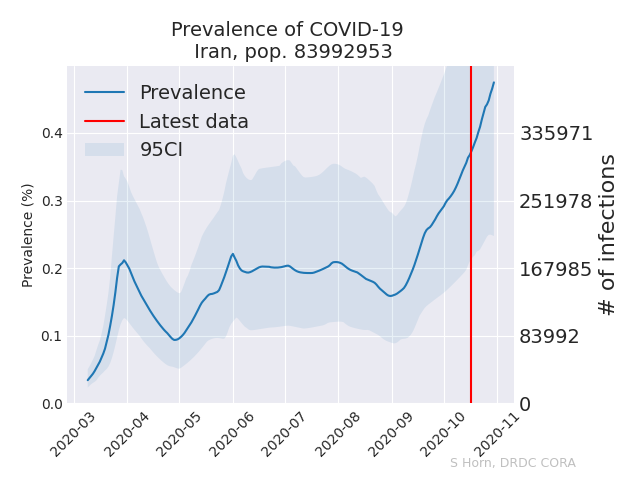 Prevalence of COVID-19
Iran, pop. 83992953
Prevalence
Latest data
95CI
Prevalence (%)
0.4
0.3
0.2
0.1
0.0
335971
251978
167985
83992
0
# of infections
2020-03
2020-04
2020-05
2020-06
2020-07
2020-08
2020-09
2020-10
2020-11
S Horn, DRDC CORA